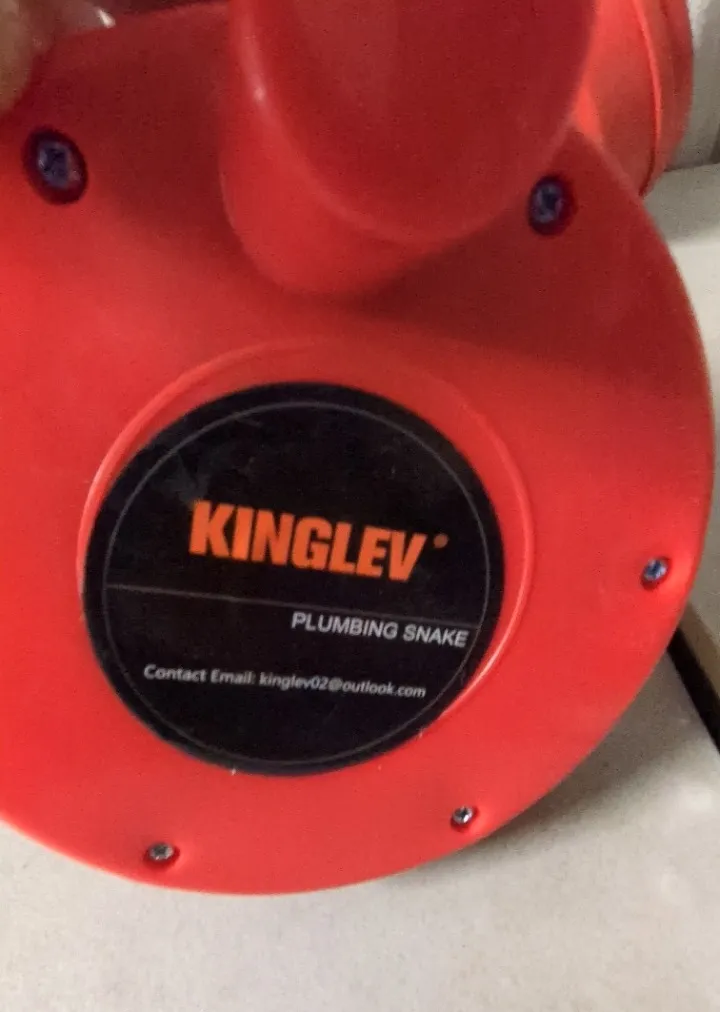 KINGLEV
PLUMBING SNAKE
Contact Email: kinglev02@outlook.com